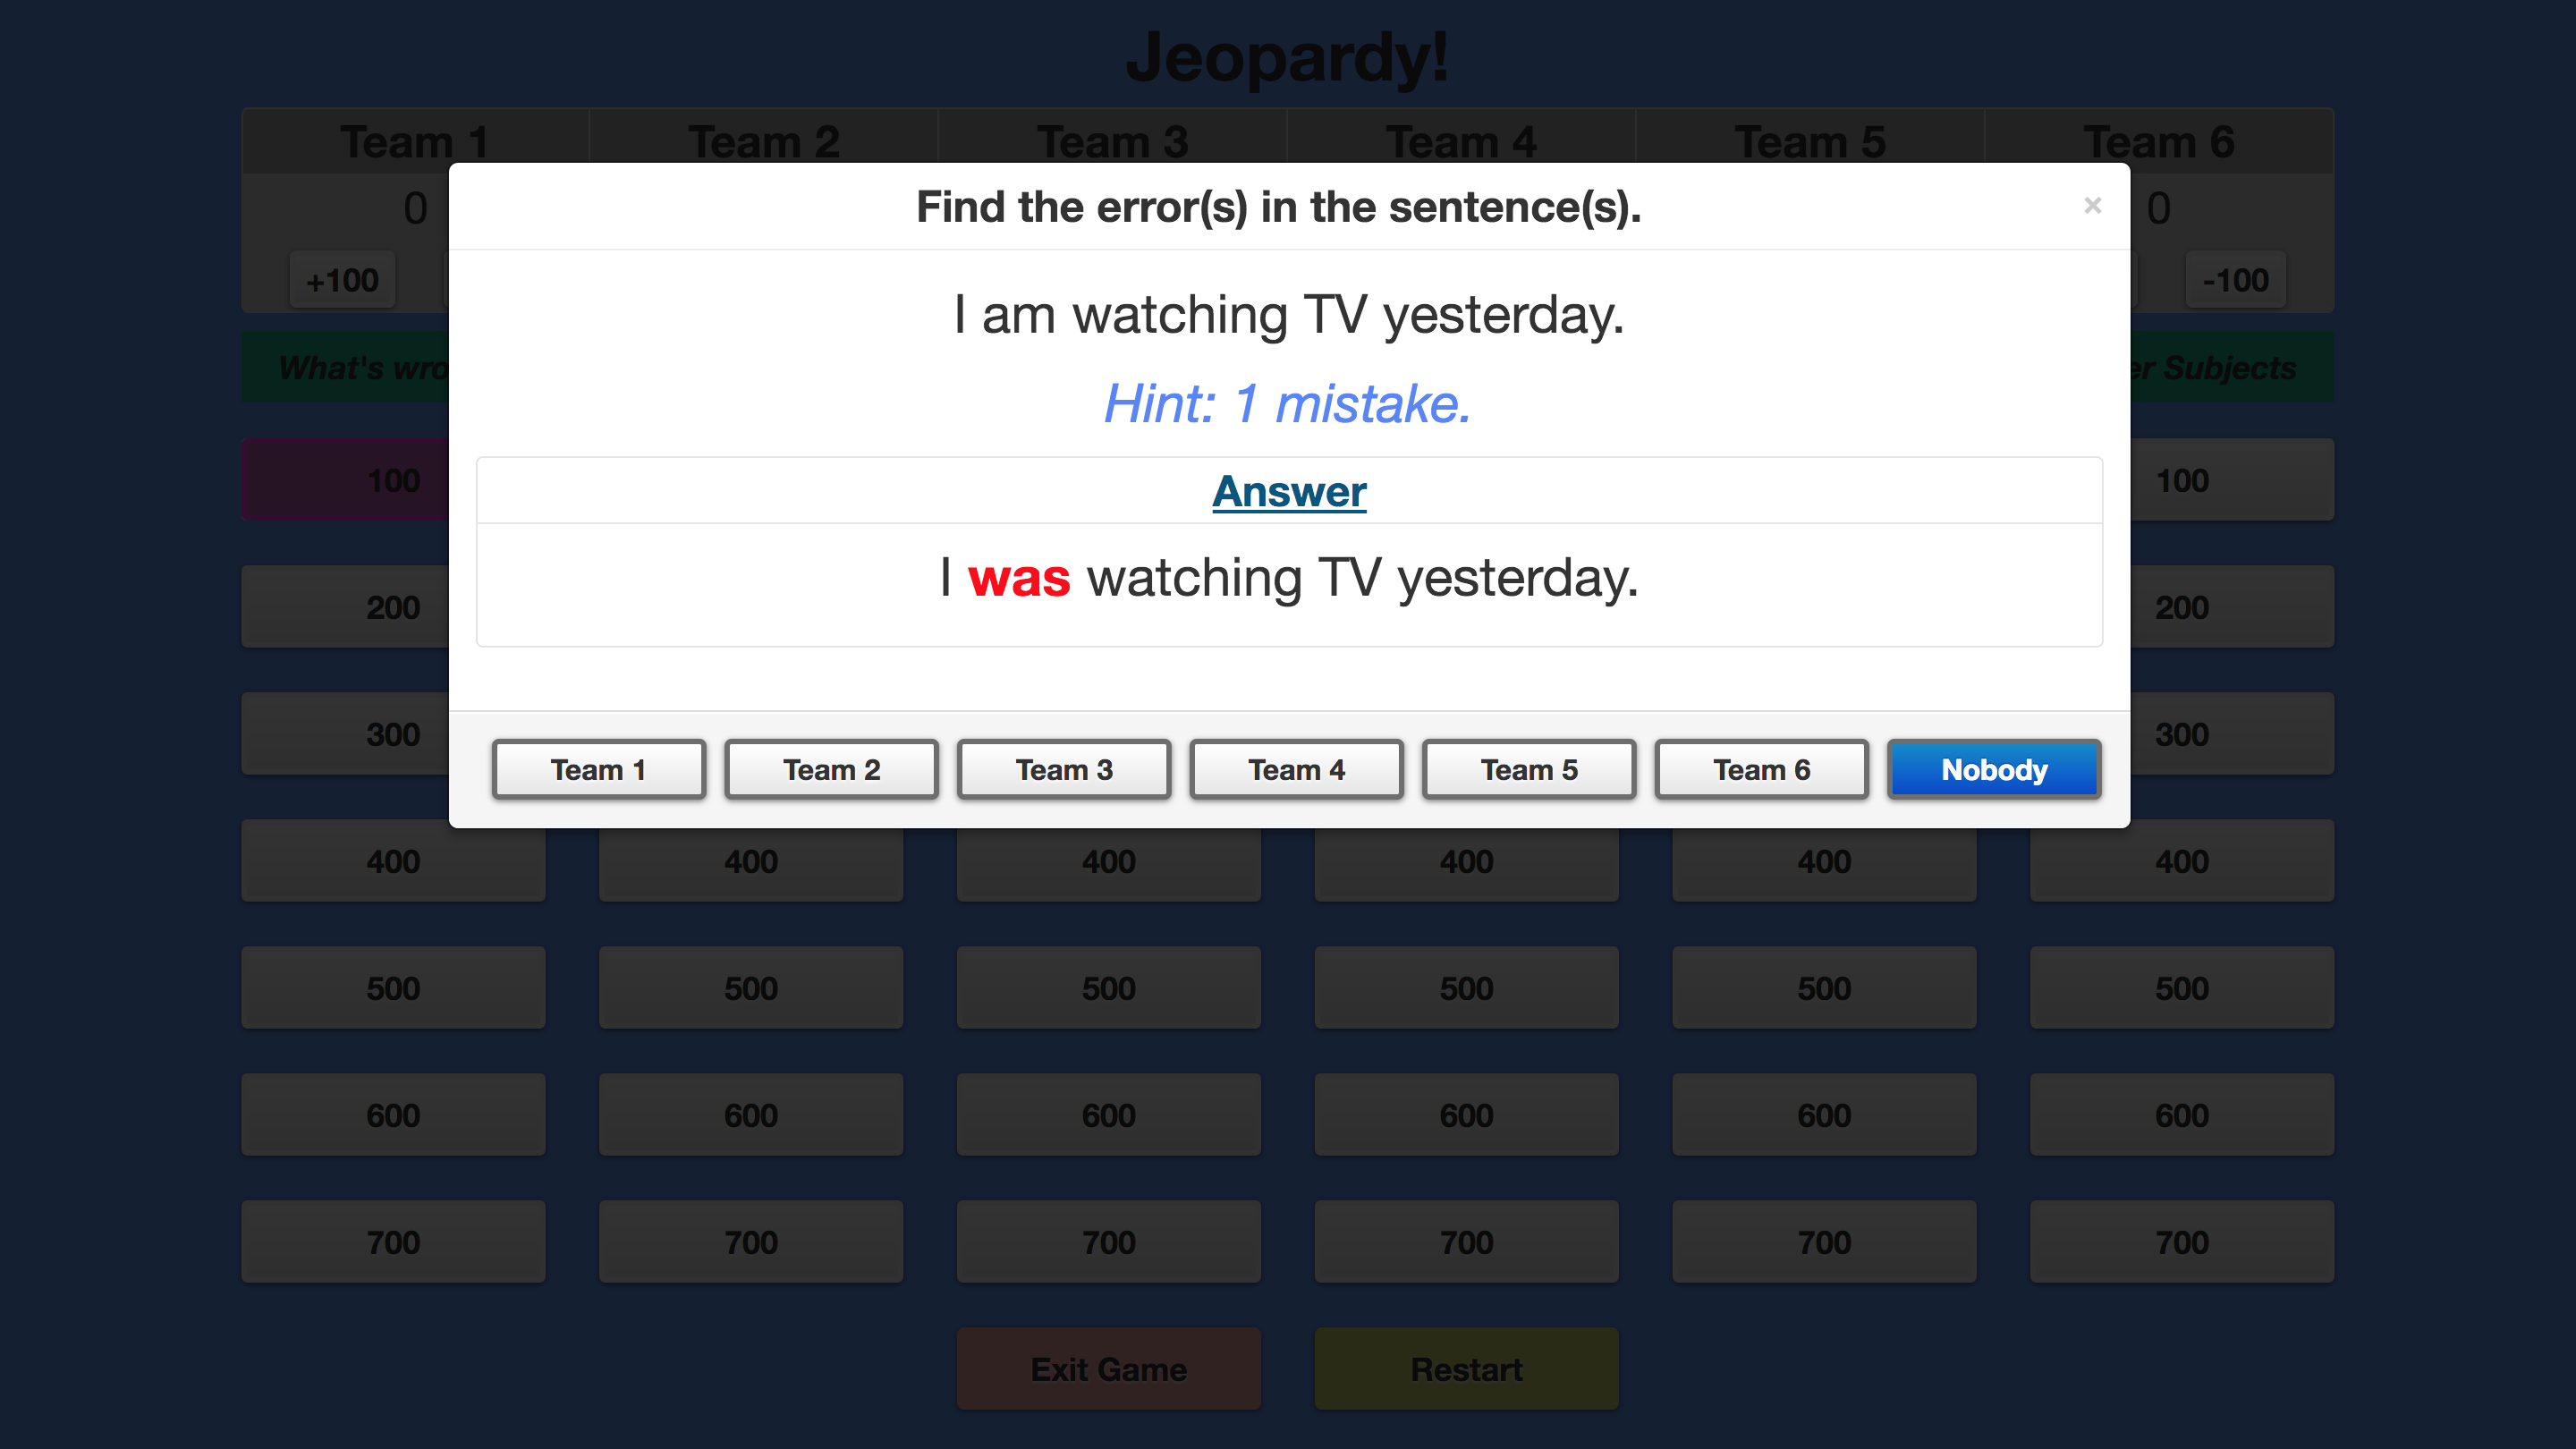 Jeopardy!
Team 1 Team 2 Team 3 Team 4 Team 5 Team 6
Find the error(s) in the sentence(s). ×
0 0
I am watching TV yesterday.
+100 -100
What's wro er Subjects
Hint: 1 mistake.
100 100
Answer
I was watching TV yesterday.
200 200
300 300
Team 1 Team 2 Team 3 Team 4 Team 5 Team 6 Nobody
400 400 400 400 400 400
500 500 500 500 500 500
600 600 600 600 600 600
700 700 700 700 700 700
Exit Game Restart